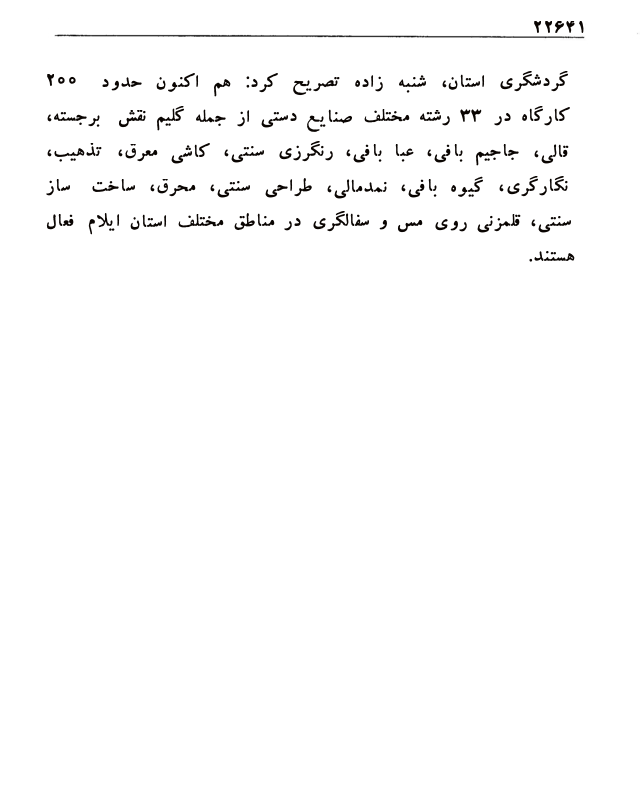 ۲۲۶۴۱
گردشگری استان، شنبه زاده تصریح کرد: هم اکنون حدود ۲۰۰
کارگاه در ۳۳ رشته مختلف صنایع دستی از جمله گلیم نقش برجسته،
قالی، جاجیم بافی، عبا بافی، رنگرزی سنتی، کاشی معرق، تذهیب،
نگارگری، گیوه بافی، نمدمالی، طراحی سنتی، محرق، ساخت ساز
سنتی، قلمزنی روی مس و سفالگری در مناطق مختلف استان ایلام فعال
هستند.